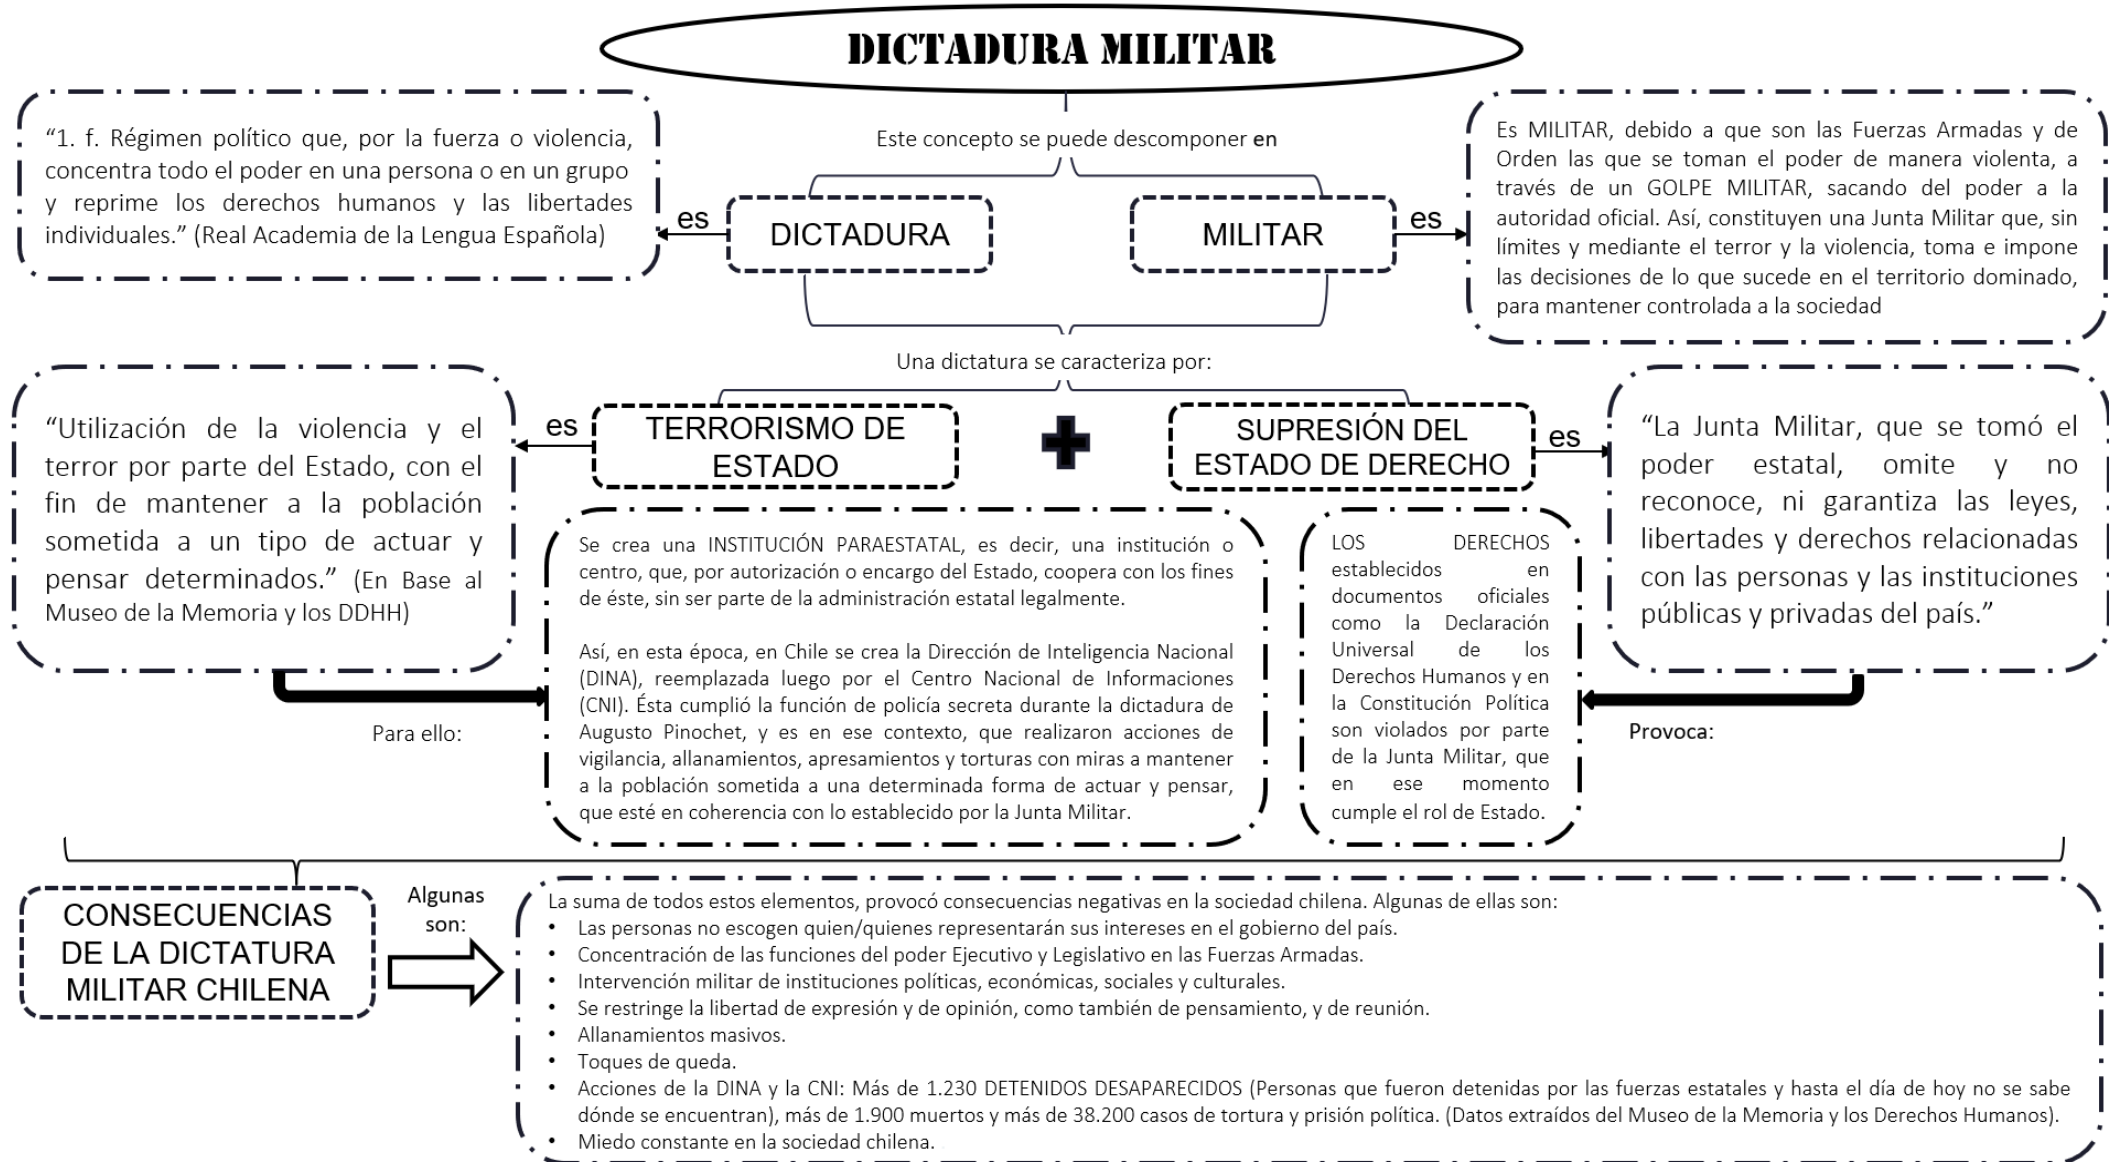 DICTADURA MILITAR
Este concepto se puede descomponer en
"1. f. Régimen político que, por la fuerza o violencia,
concentra todo el poder en una persona o en un grupo
y reprime los derechos humanos y las libertades
individuales." (Real Academia de la Lengua Española)
es
DICTADURA
MILITAR
es
Es MILITAR, debido a que son las Fuerzas Armadas y de
Orden las que se toman el poder de manera violenta, a
través de un GOLPE MILITAR, sacando del poder a la
autoridad oficial. Así, constituyen una Junta Militar que, sin
límites y mediante el terror y la violencia, toma e impone
las decisiones de lo que sucede en el territorio dominado,
para mantener controlada a la sociedad
Una dictatura se caracteriza por:
"Utilización de la violencia y el
terror por parte del Estado, con el
fin de mantener a la población
sometida a un tipo de actuar y
pensar determinados." (En Base al
Museo de la Memoria y los DDHH)
es
TERRORISMO DE
ESTADO
SUPRESIÓN DEL
ESTADO DE DERECHO
es
"La Junta Militar, que se tomó el
poder estatal, omite y no
reconoce, ni garantiza las leyes,
libertades y derechos relacionadas
con las personas y las instituciones
públicas y privadas del país."
Para ello:
Se crea una INSTITUCIÓN PARAESTATAL, es decir, una institución o
centro, que, por autorización o encargo del Estado, coopera con los fines
de éste, sin ser parte de la administración estatal legalmente.
Así, en esta época, en Chile se crea la Dirección de Inteligencia Nacional
(DINA), reemplazada luego por el Centro Nacional de Informaciones
(CNI). Ésta cumplió la función de policía secreta durante la dictadura de
Augusto Pinochet, y es en ese contexto, que realizaron acciones de
vigilancia, allanamientos, apresamientos y torturas con miras a mantener
a la población sometida a una determinada forma de actuar y pensar,
que esté en coherencia con lo establecido por la Junta Militar.
Provoca:
LOS DERECHOS
establecidos en
documentos oficiales
como la Declaración
Universal de los
Derechos Humanos y en
la Constitución Política
son violados por parte
de la Junta Militar, que
en ese momento
cumple el rol de Estado.
CONSECUENCIAS
DE LA DICTATURA
MILITAR CHILENA
Algunas
son:
La suma de todos estos elementos, provocó consecuencias negativas en la sociedad chilena. Algunas de ellas son:
• Las personas no escogen quien/quienes representarán sus intereses en el gobierno del país.
• Concentración de las funciones del poder Ejecutivo y Legislativo en las Fuerzas Armadas.
• Intervención militar de instituciones políticas, económicas, sociales y culturales.
• Se restringe la libertad de expresión y de opinión, como también de pensamiento, y de reunión.
• Allanamientos masivos.
• Toques de queda.
• Acciones de la DINA y la CNI: Más de 1.230 DETENIDOS DESAPARECIDOS (Personas que fueron detenidas por las fuerzas estatales y hasta el día de hoy no se sabe
dónde se encuentran), más de 1.900 muertos y más de 38.200 casos de tortura y prisión política. (Datos extraídos del Museo de la Memoria y los Derechos Humanos).
• Miedo constante en la sociedad chilena.